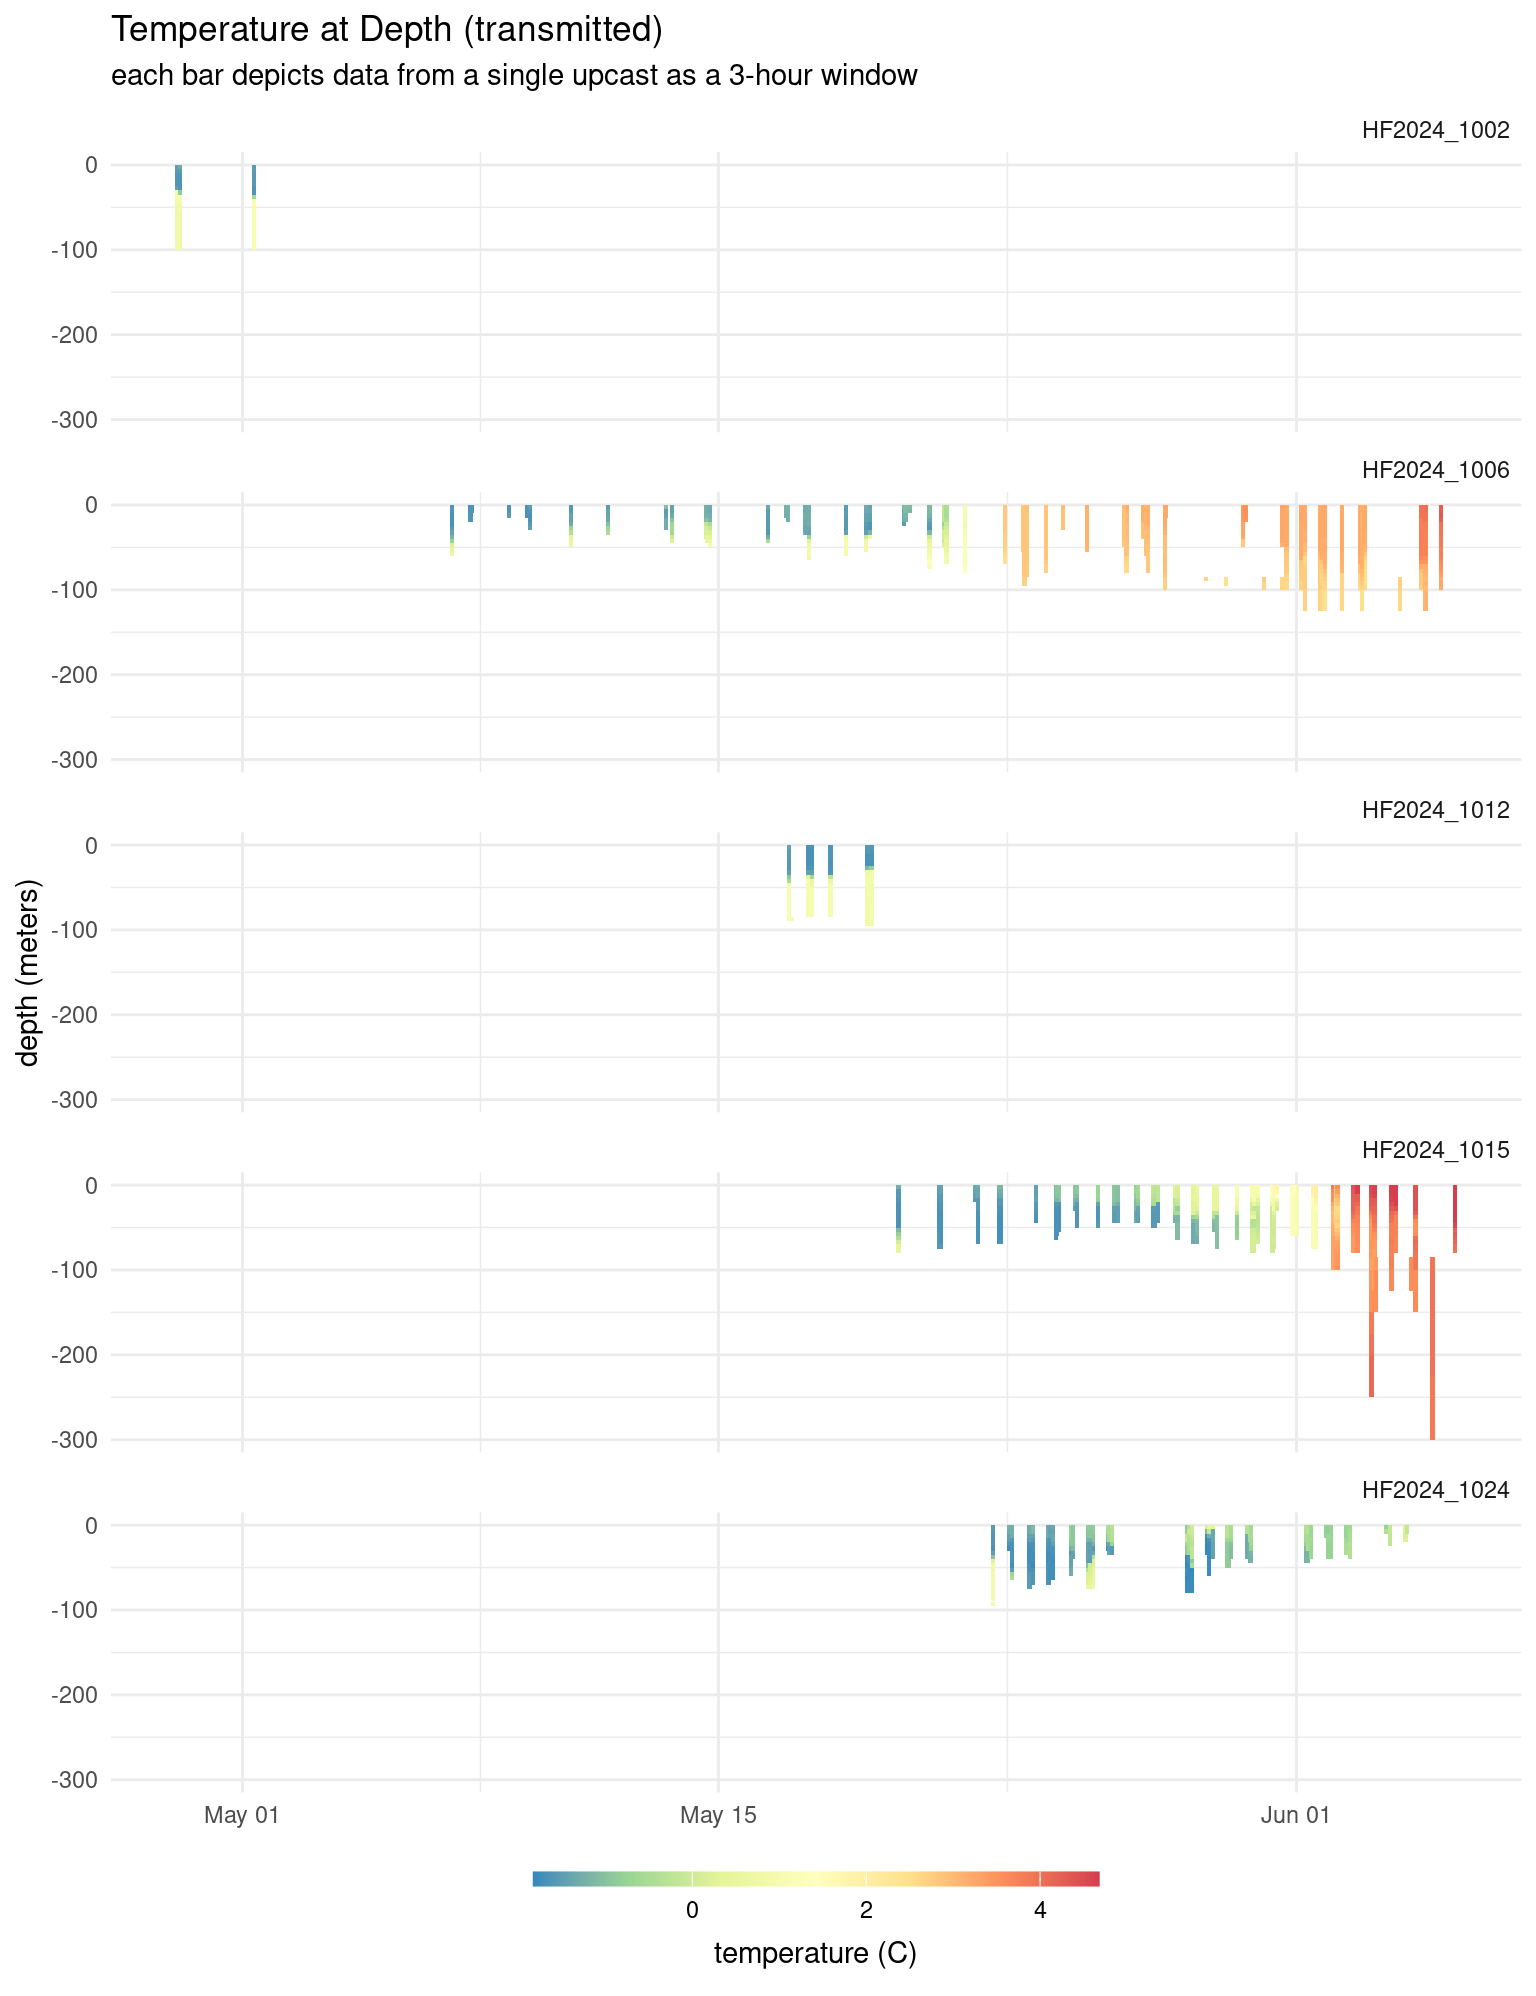 Temperature at Depth (transmitted)
each bar depicts data from a single upcast as a 3-hour window
HF2024_1002
0
-100
-200
-300
HF2024_1006
0
-100
-200
-300
HF2024_1012
0
-100
-200
-300
depth (meters)
HF2024_1015
0
-100
-200
-300
HF2024_1024
0
-100
-200
-300
May 01 May 15 Jun 01
0 2 4
temperature (C)